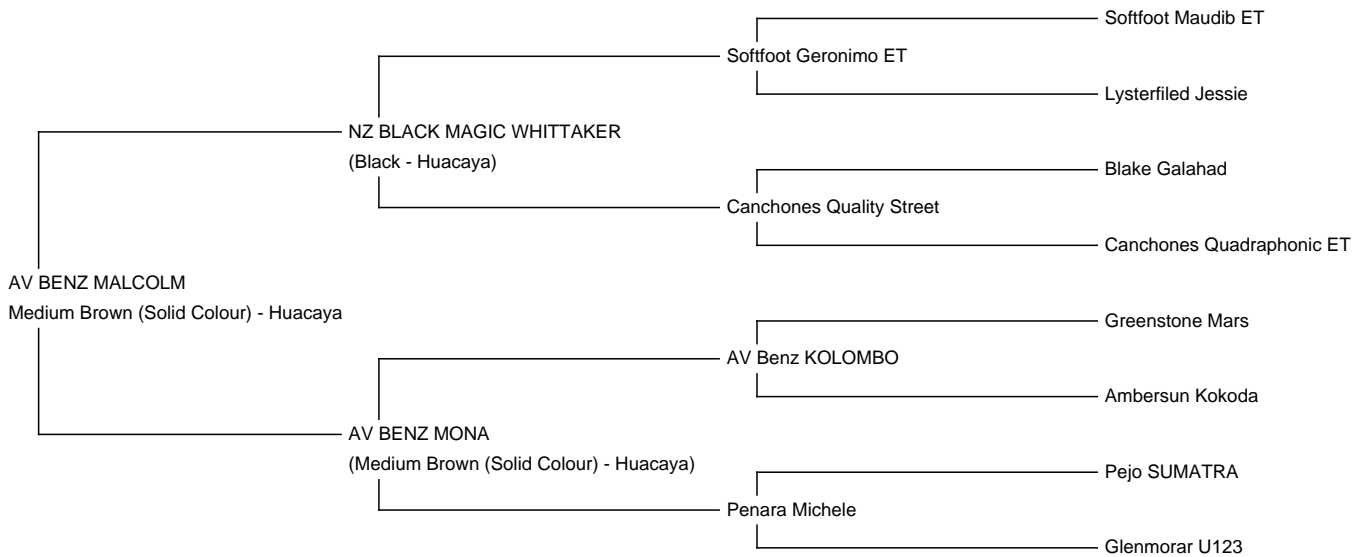 Softfoot Maudib ET
Softfoot Geronimo ET
Lysterfiled Jessie
NZ BLACK MAGIC WHITTAKER
(Black - Huacaya)
Blake Galahad
Canchones Quality Street
Canchones Quadraphonic ET
AV BENZ MALCOLM
Medium Brown (Solid Colour) - Huacaya
Greenstone Mars
AV Benz KOLOMBO
Ambersun Kokoda
AV BENZ MONA
(Medium Brown (Solid Colour) - Huacaya)
Pejo SUMATRA
Penara Michele
Glenmorar U123